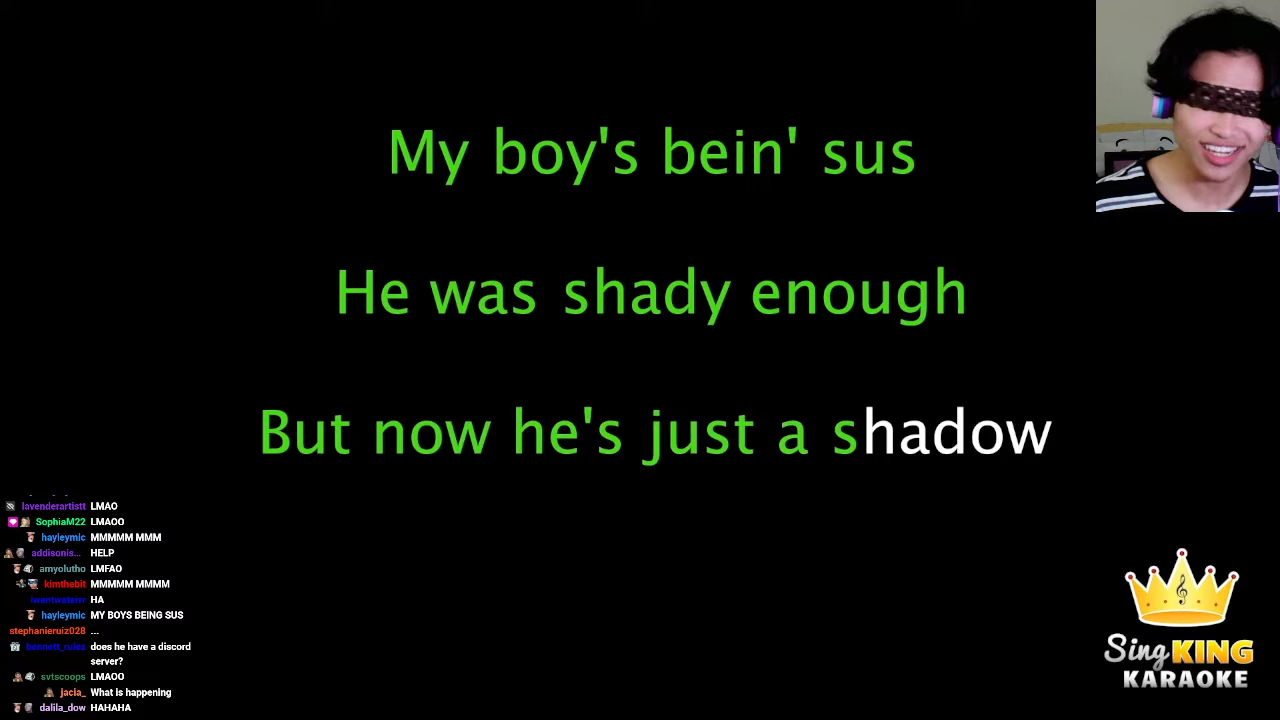 My boy's bein' sus
He was shady enough
But now he's just a shadow
lavenderartistt LMAO
SophiaM22 LMAOO
hayleymic MMMMM MMM
addisonis... HELP
amyolutho LMFAO
kimthebit MMMMM MMMM
HA
hayleymic MY BOYS BEING SUS
stephanieruiz028 ...
bennett_rules does he have a discord
server?
svtscoops LMAOO
jacia_ What is happening
dalila_dow HAHAHA
Sing KING
KARAOKE